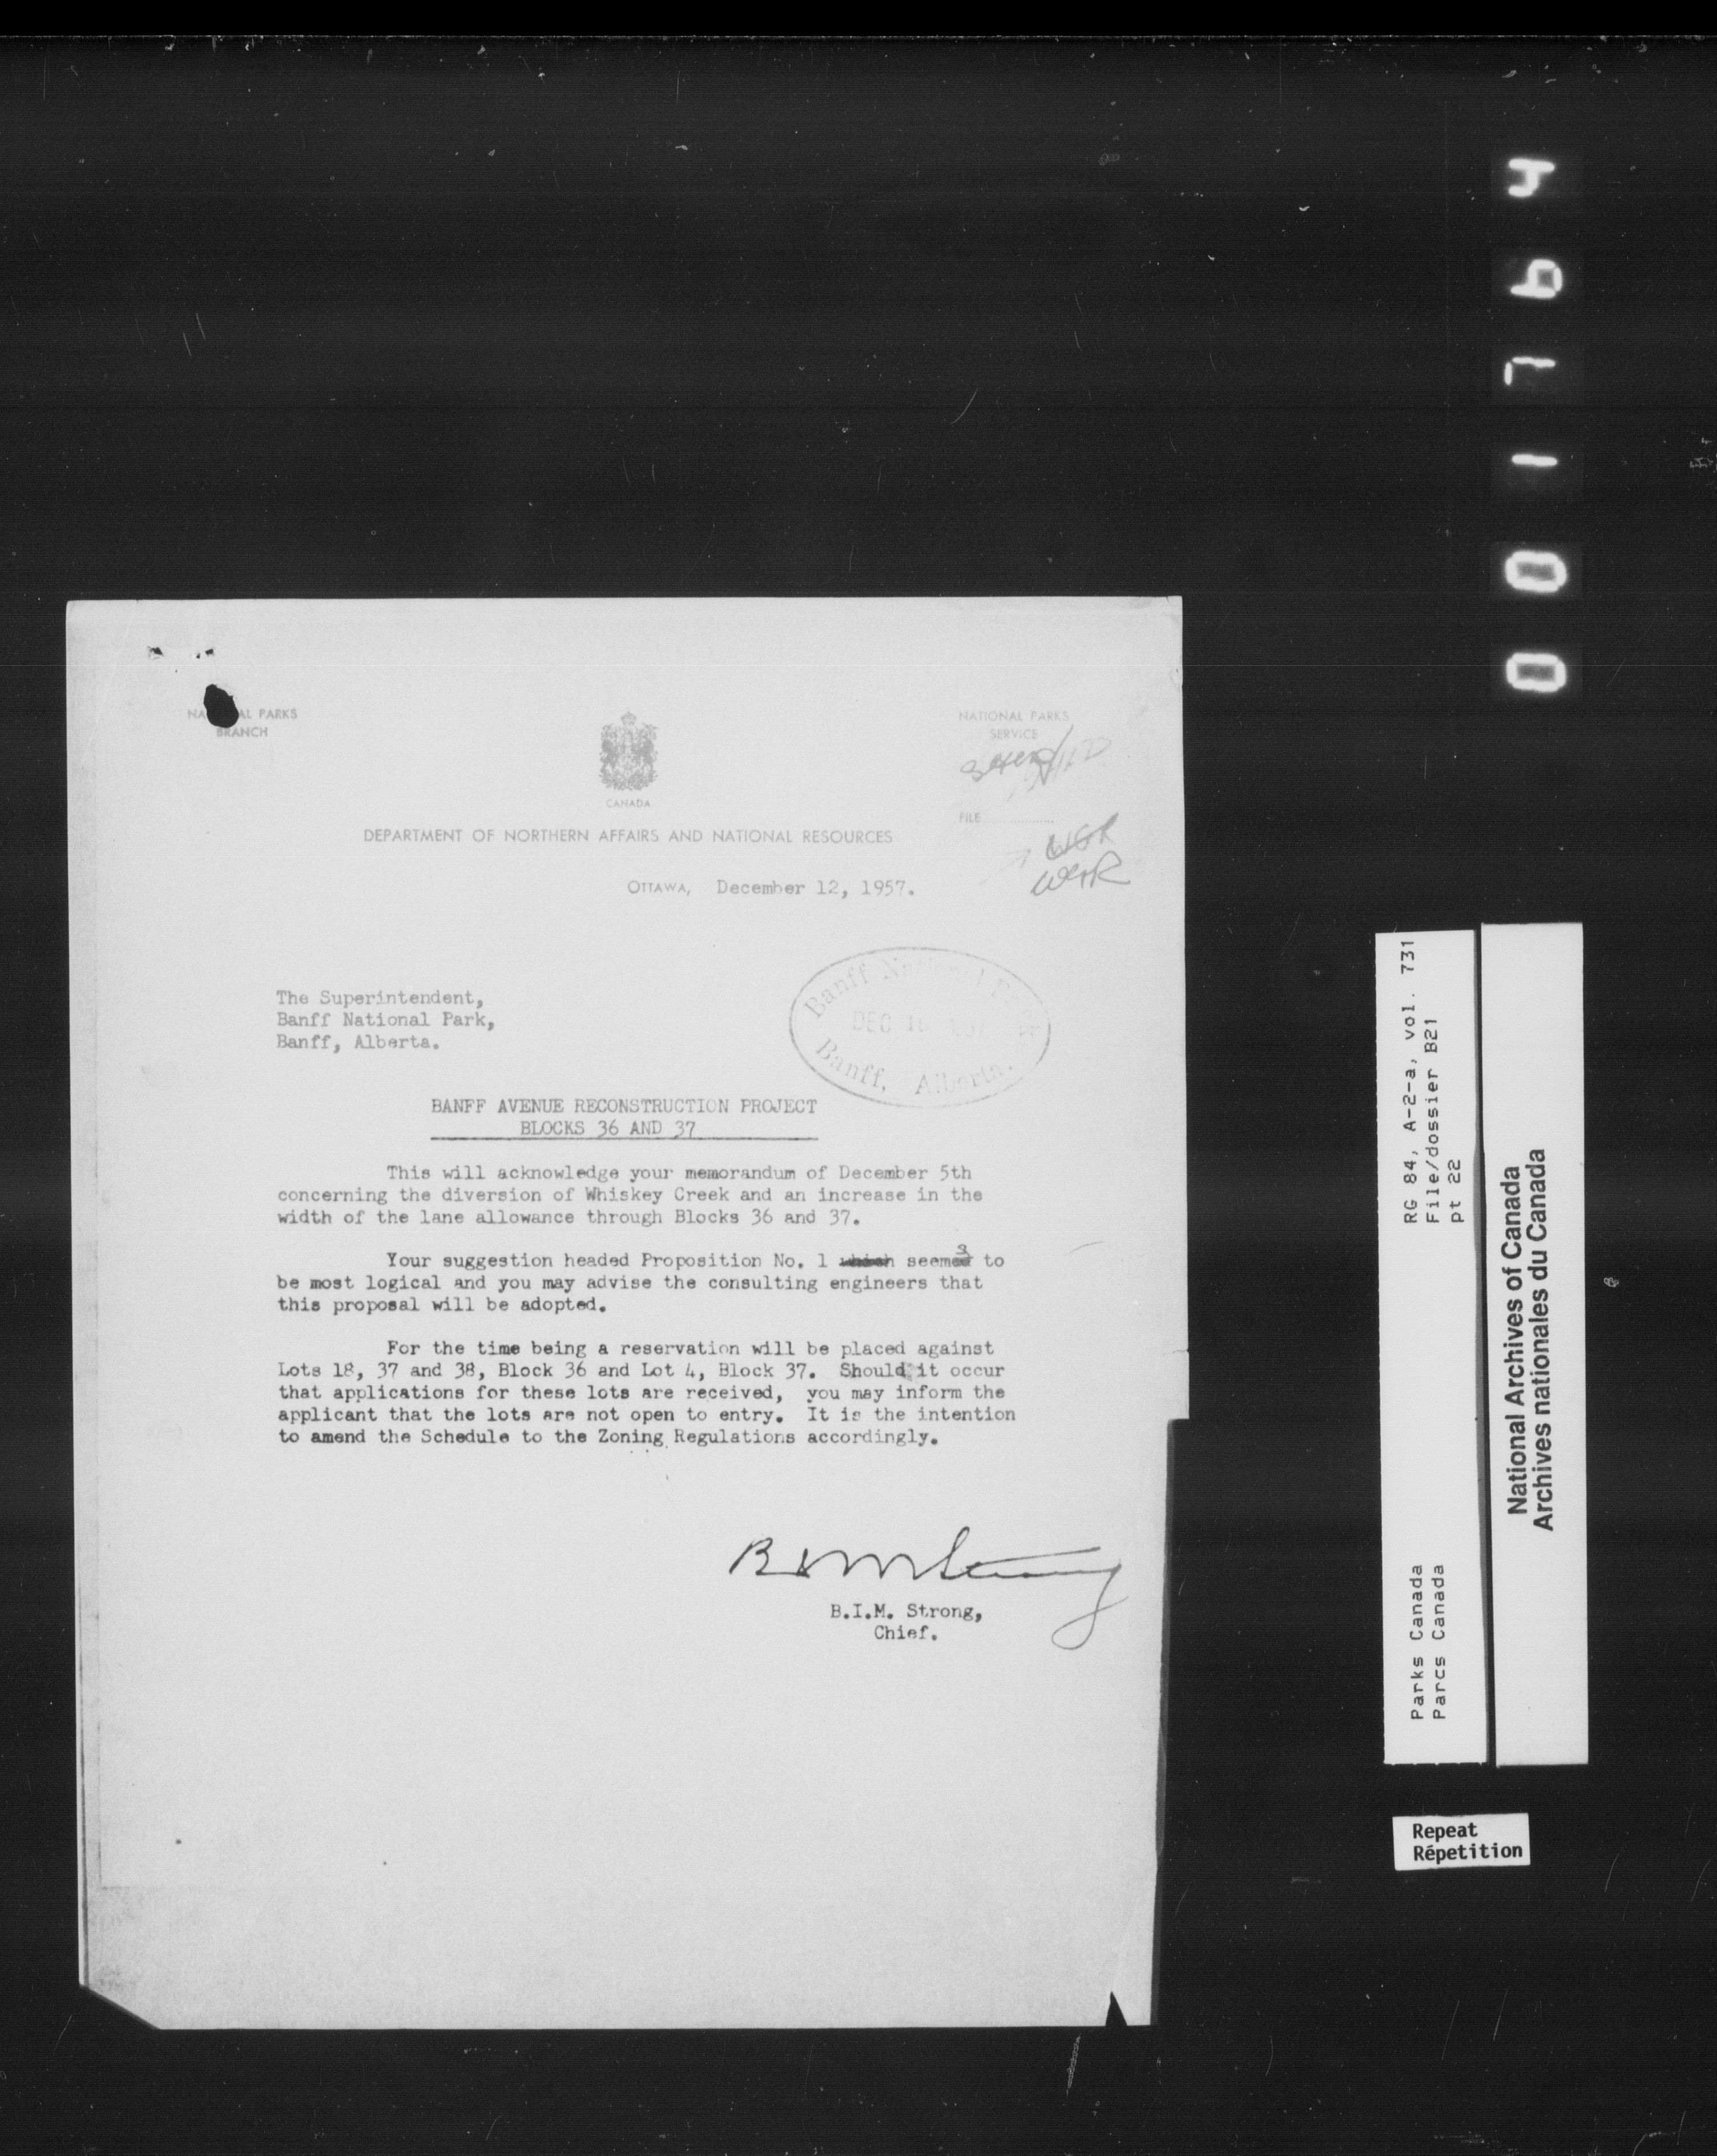 NATIONAL PARKS
BRANCH
NATIONAL PARKS
SERVICE
CANADA
FILE
DEPARTMENT OF NORTHERN AFFAIRS AND NATIONAL RESOURCES
OTTAWA, December 12, 1957.
The Superintendent,
Banff National Park,
Banff, Alberta.
Banff National
DEC
Banff, Alberta.
BANFF AVENUE RECONSTRUCTION PROJECT
BLOCKS 36 AND 37
This will acknowledge your memorandum of December 5th
concerning the diversion of Whiskey Creek and an increase in the
width of the lane allowance through Blocks 36 and 37.
Your suggestion headed Proposition No. 1 which seems to
be most logical and you may advise the consulting engineers that
this proposal will be adopted.
For the time being a reservation will be placed against
Lots 18, 37 and 38, Block 36 and Lot 4, Block 37. Should it occur
that applications for these lots are received, you may inform the
applicant that the lots are not open to entry. It is the intention
to amend the Schedule to the Zoning Regulations accordingly.
B.I.M. Strong,
Chief.
001764
RG 84, A-2-a, vol. 731
File/dossier B21
pt 22
Parks Canada
Parcs Canada
National Archives of Canada
Archives nationales du Canada
Repeat
Répetition